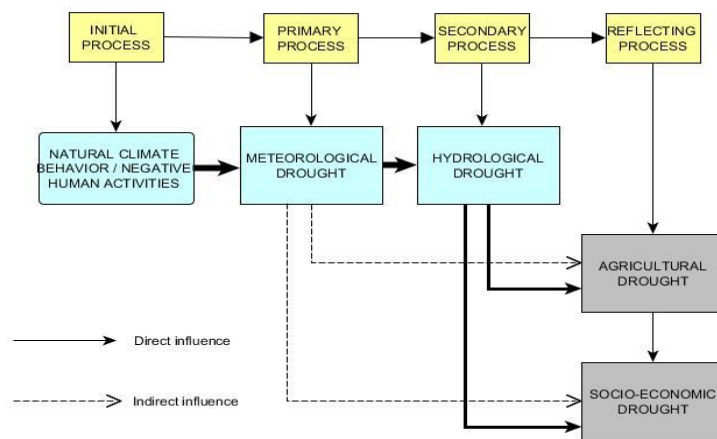 INITIAL
PROCESS
PRIMARY
PROCESS
SECONDARY
PROCESS
REFLECTING
PROCESS
NATURAL CLIMATE
BEHAVIOR / NEGATIVE
HUMAN ACTIVITIES
METEOROLOGICAL
DROUGHT
HYDROLOGICAL
DROUGHT
AGRICULTURAL
DROUGHT
Direct influence
SOCIO-ECONOMIC
DROUGHT
Indirect influence